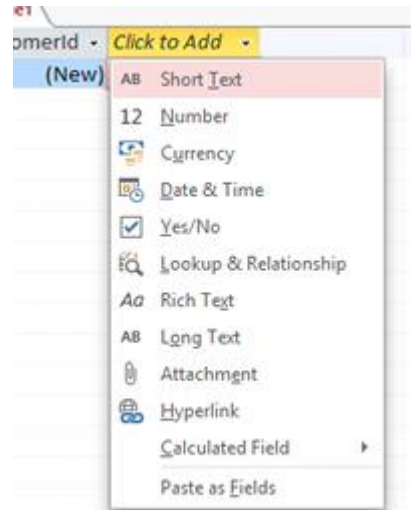 omerId Click to Add
(New)
AB Short Text
12 Number
Currency
Date & Time
Yes/No
Lookup & Relationship
Aa Rich Text
AB Long Text
Attachment
Hyperlink
Calculated Field
Paste as Fields